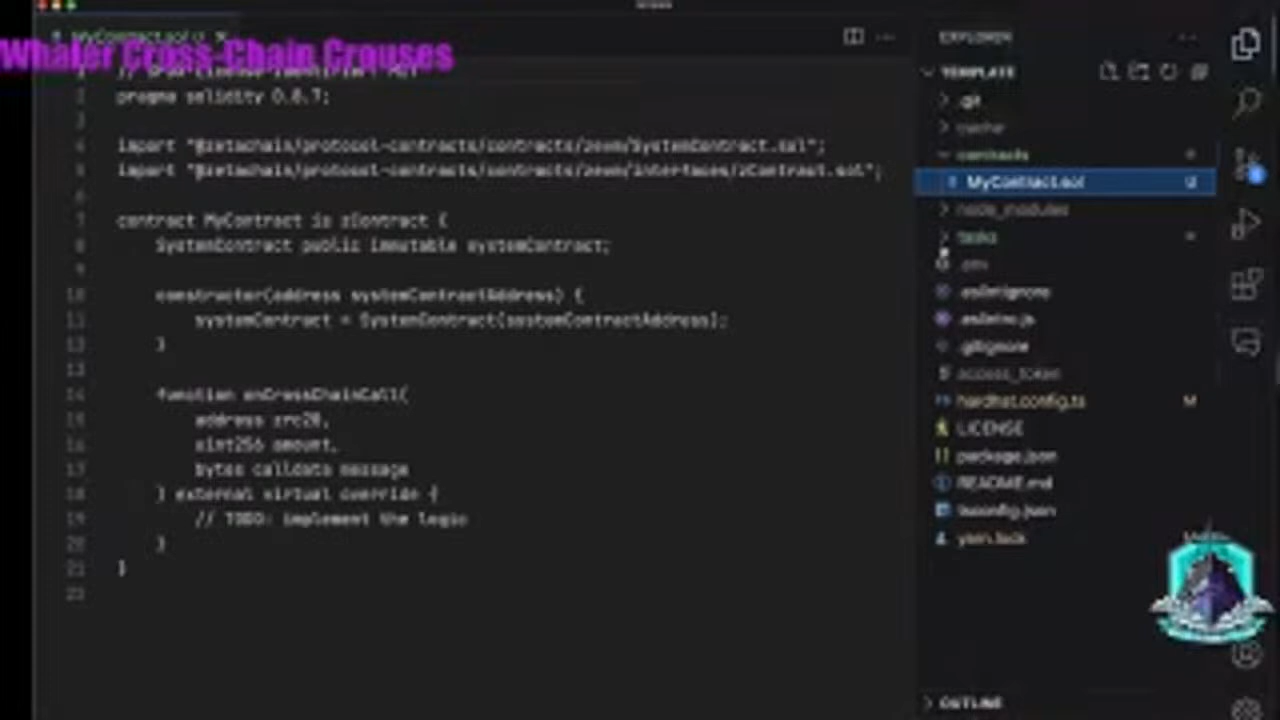 Whaler Cross-Chain Crouses
pragma solidity 0.8.7;
import "@zetachain/protocol-contracts/contracts/zevm/SystemContract.sol";
import "@zetachain/protocol-contracts/contracts/zevm/interfaces/zContract.sol";
contract MyContract is zContract {
SystemContract public immutable systemContract;
constructor(address systemContractAddress) {
systemContract = SystemContract(systemContractAddress);
}
function onCrossChainCall(
address zrc20,
uint256 amount,
bytes calldata message
) external virtual override {
// TODO: implement the logic
}
}
EXPLORER
TEMPLATE
.git
cache
contracts
MyContract.sol U
node_modules
tasks
.env
.eslintignore
.eslintrc.js
.gitignore
access_token
hardhat.config.ts M
LICENSE
package.json
README.md
tsconfig.json
yarn.lock
OUTLINE